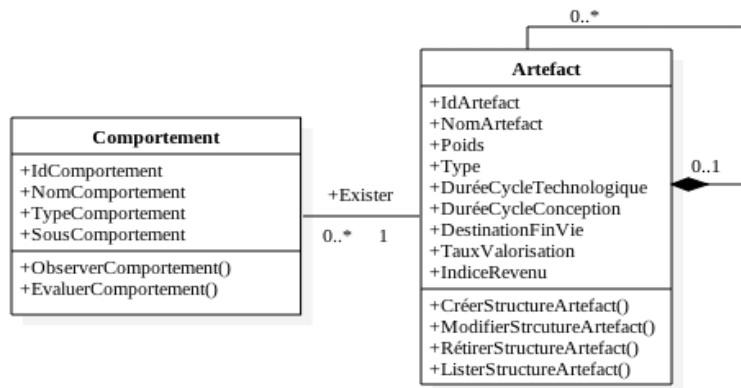 0..*
Artefact
+IdArtefact
+NomArtefact
+Poids
+Type
+DuréeCycleTechnologique
+DuréeCycleConception
+DestinationFinVie
+TauxValorisation
+IndiceRevenu
+CréerStructureArtefact()
+ModifierStrcutureArtefact()
+RétirerStructureArtefact()
+ListerStructureArtefact()
0..1
Comportement
+IdComportement
+NomComportement
+TypeComportement
+SousComportement
+ObserverComportement()
+EvaluerComportement()
+Exister
0..* 1